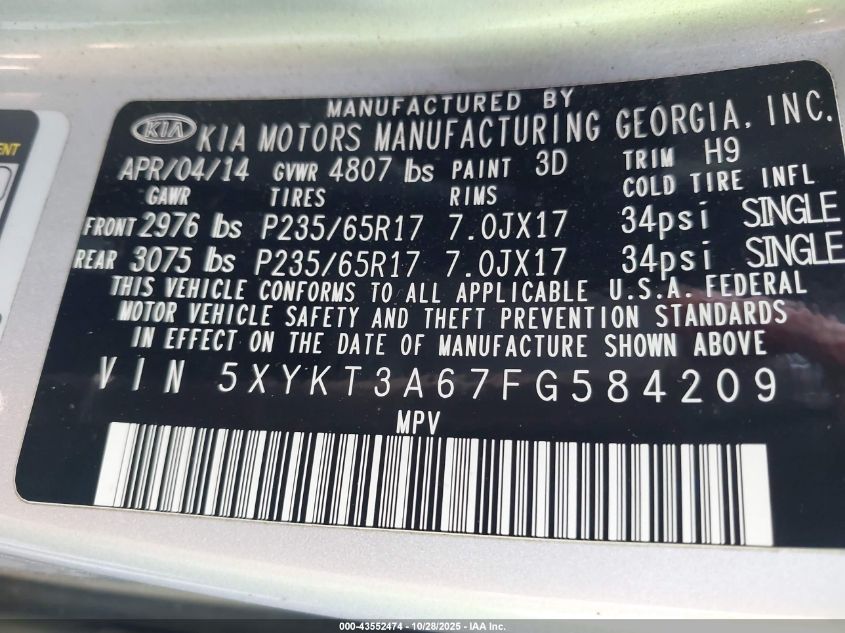 MANUFACTURED BY
KIA KIA MOTORS MANUFACTURING GEORGIA, INC.
APR/04/14 GVWR 4807 lbs PAINT 3D TRIM H9
GAWR TIRES RIMS COLD TIRE INFL
FRONT 2976 lbs P235/65R17 7.0JX17 34psi SINGLE
REAR 3075 lbs P235/65R17 7.0JX17 34psi SINGLE
THIS VEHICLE CONFORMS TO ALL APPLICABLE U.S.A. FEDERAL
MOTOR VEHICLE SAFETY AND THEFT PREVENTION STANDARDS
IN EFFECT ON THE DATE OF MANUFACTURE SHOWN ABOVE
VIN 5XYKT3A67FG584209
MPV
000-43552474 - 10/28/2025 - IAA Inc.